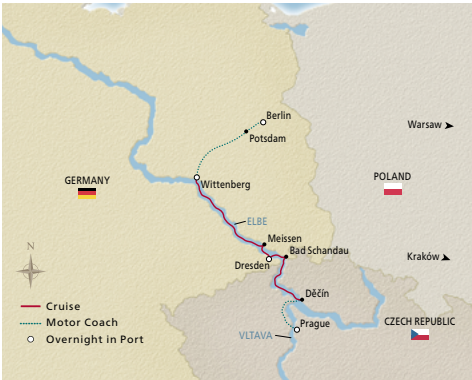 Berlin
Warsaw
Potsdam
POLAND
GERMANY
Wittenberg
ELBE
Meissen
N
Bad Schandau
Kraków
Dresden
Děčín
Cruise
Motor Coach
Prague
CZECH REPUBLIC
VLTAVA
Overnight in Port